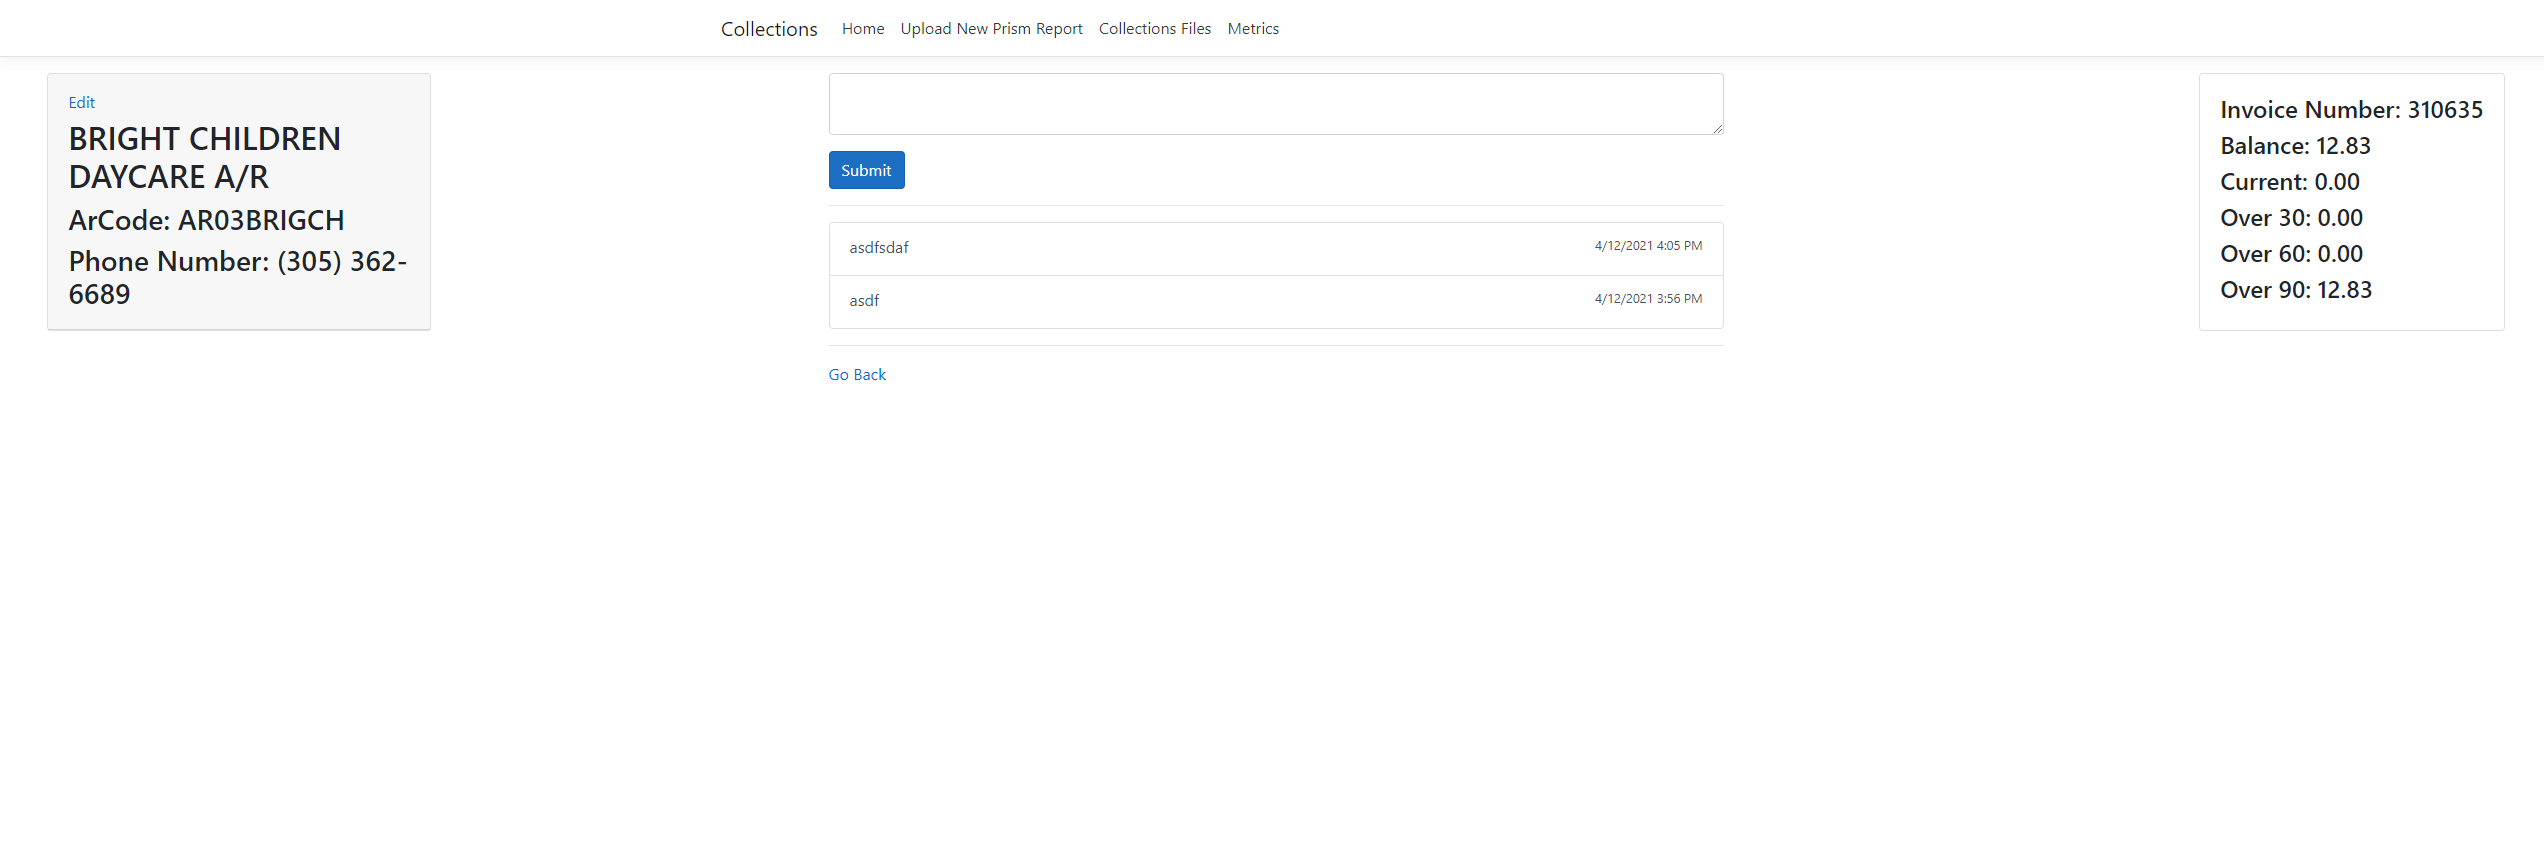 Collections Home Upload New Prism Report Collections Files Metrics
Edit
BRIGHT CHILDREN
DAYCARE A/R
ArCode: AR03BRIGCH
Phone Number: (305) 362-
6689
Submit
asdfsdaf 4/12/2021 4:05 PM
asdf 4/12/2021 3:56 PM
Go Back
Invoice Number: 310635
Balance: 12.83
Current: 0.00
Over 30: 0.00
Over 60: 0.00
Over 90: 12.83